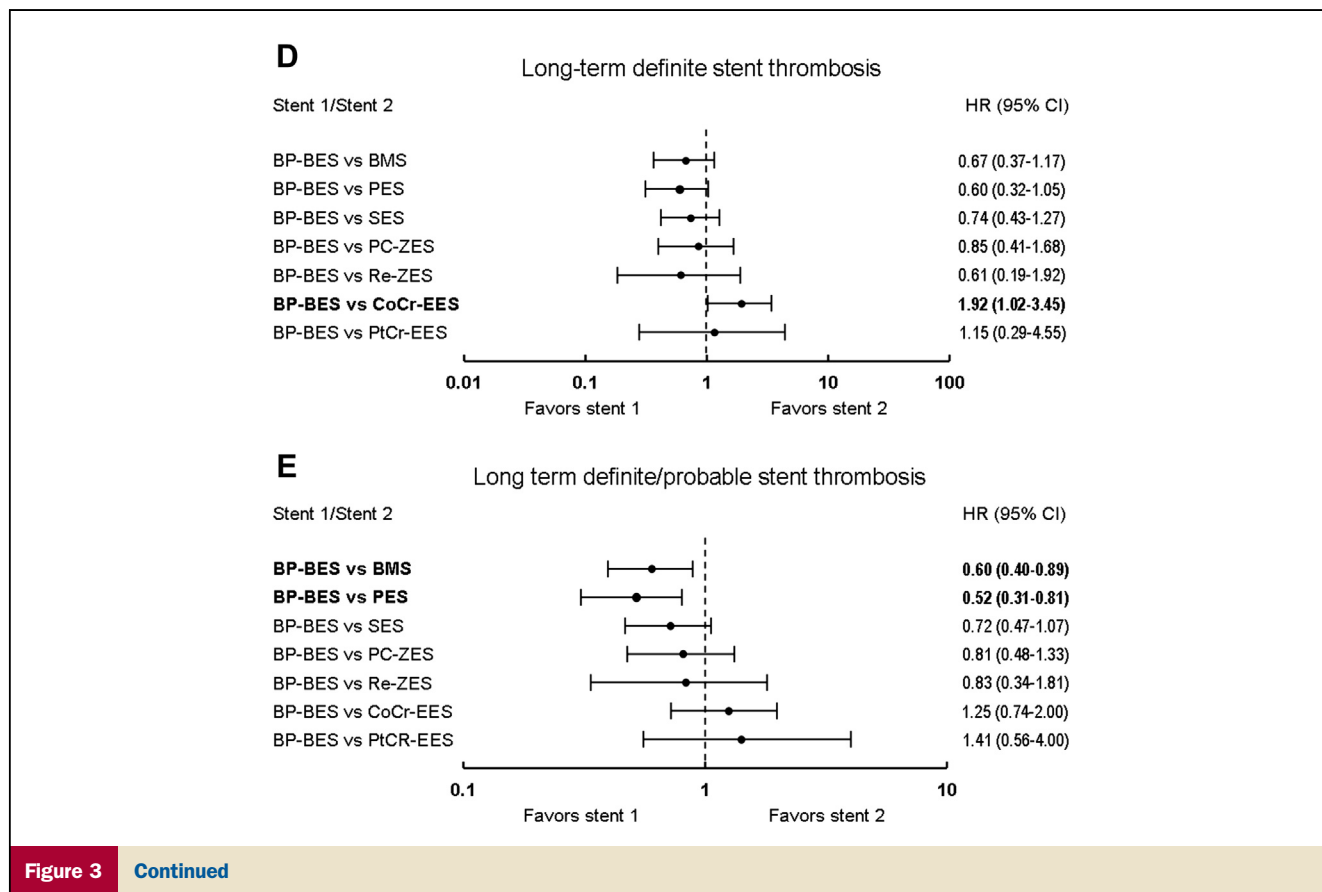 D
Long-term definite stent thrombosis
Stent 1/Stent 2 HR (95% CI)
BP-BES vs BMS 0.67 (0.37-1.17)
BP-BES vs PES 0.60 (0.32-1.05)
BP-BES vs SES 0.74 (0.43-1.27)
BP-BES vs PC-ZES 0.85 (0.41-1.68)
BP-BES vs Re-ZES 0.61 (0.19-1.92)
BP-BES vs CoCr-EES 1.92 (1.02-3.45)
BP-BES vs PtCr-EES 1.15 (0.29-4.55)
0.01 0.1 1 10 100
Favors stent 1 Favors stent 2
E
Long term definite/probable stent thrombosis
Stent 1/Stent 2 HR (95% CI)
BP-BES vs BMS 0.60 (0.40-0.89)
BP-BES vs PES 0.52 (0.31-0.81)
BP-BES vs SES 0.72 (0.47-1.07)
BP-BES vs PC-ZES 0.81 (0.48-1.33)
BP-BES vs Re-ZES 0.83 (0.34-1.81)
BP-BES vs CoCr-EES 1.25 (0.74-2.00)
BP-BES vs PtCR-EES 1.41 (0.56-4.00)
0.1 1 10
Favors stent 1 Favors stent 2
Figure 3 Continued